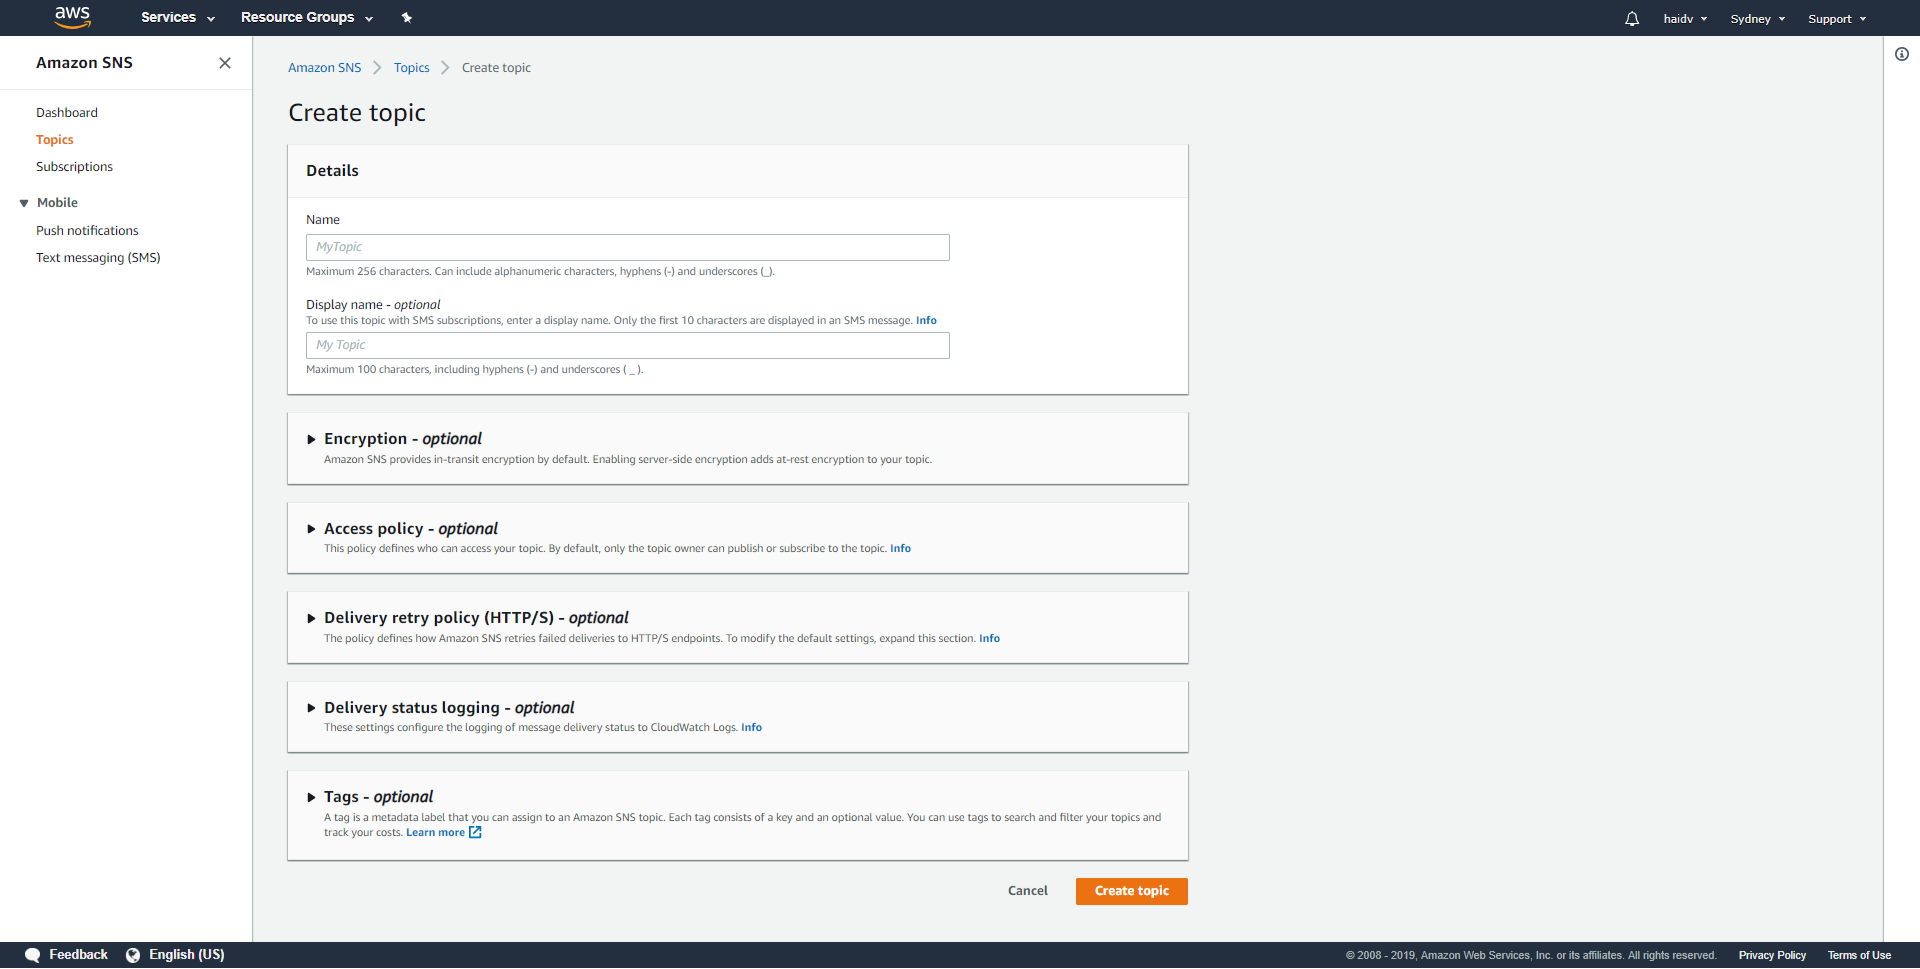 aws Services Resource Groups haidv Sydney Support
Amazon SNS
Dashboard
Topics
Subscriptions
Mobile
Push notifications
Text messaging (SMS)
Amazon SNS Topics Create topic
Create topic
Details
Name
MyTopic
Maximum 256 characters. Can include alphanumeric characters, hyphens (-) and underscores (_).
Display name - optional
To use this topic with SMS subscriptions, enter a display name. Only the first 10 characters are displayed in an SMS message. Info
My Topic
Maximum 100 characters, including hyphens (-) and underscores ( _ ).
Encryption - optional
Amazon SNS provides in-transit encryption by default. Enabling server-side encryption adds at-rest encryption to your topic.
Access policy - optional
This policy defines who can access your topic. By default, only the topic owner can publish or subscribe to the topic. Info
Delivery retry policy (HTTP/S) - optional
The policy defines how Amazon SNS retries failed deliveries to HTTP/S endpoints. To modify the default settings, expand this section. Info
Delivery status logging - optional
These settings configure the logging of message delivery status to CloudWatch Logs. Info
Tags - optional
A tag is a metadata label that you can assign to an Amazon SNS topic. Each tag consists of a key and an optional value. You can use tags to search and filter your topics and
track your costs. Learn more
Cancel Create topic
Feedback English (US) © 2008 - 2019, Amazon Web Services, Inc. or its affiliates. All rights reserved. Privacy Policy Terms of Use